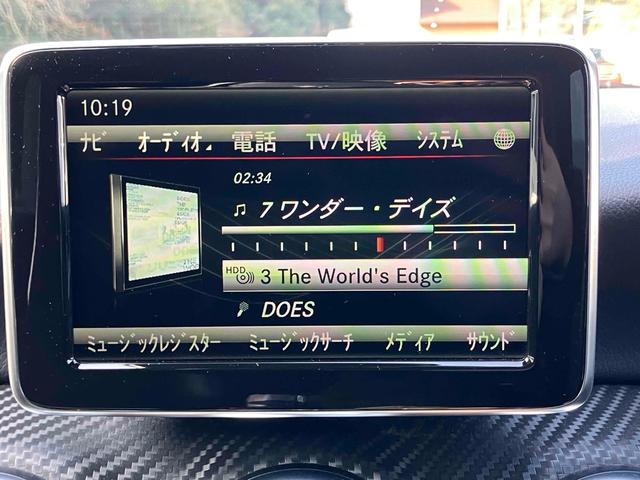 10:19
ナビ オーディオ 電話 TV/映像 システム
02:34
7 ワンダー・デイズ
HDD 3 The World's Edge
DOES
ミュージックレジスター ミュージックサーチ メディア サウンド